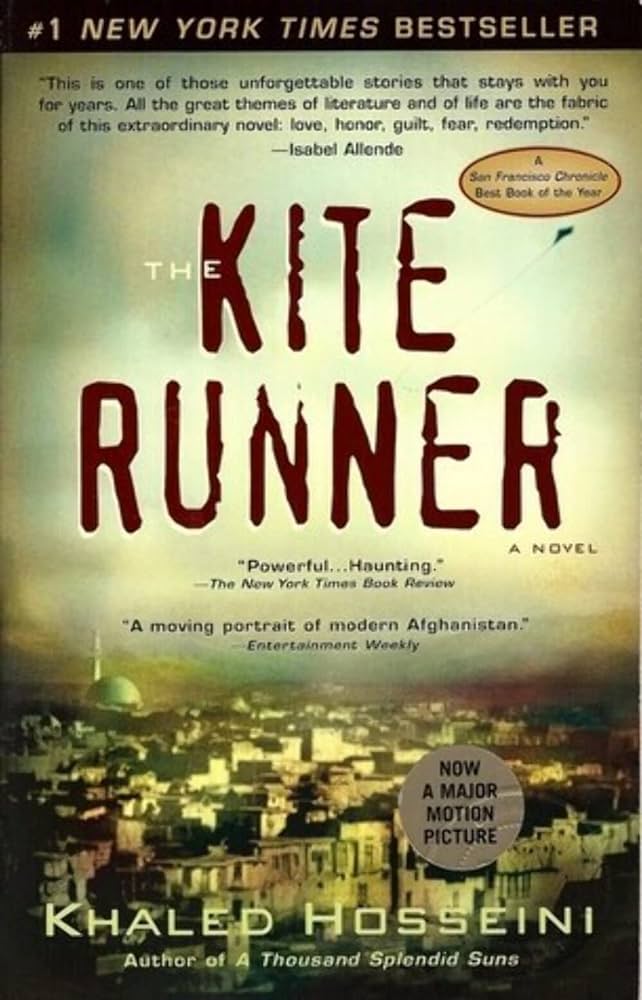 #1 NEW YORK TIMES BESTSELLER
"This is one of those unforgettable stories that stays with you
for years. All the great themes of literature and of life are the fabric
of this extraordinary novel: love, honor, guilt, fear, redemption."
—Isabel Allende
A
San Francisco Chronicle
Best Book of the Year
THE KITE
RUNNER
A NOVEL
"Powerful...Haunting."
—The New York Times Book Review
"A moving portrait of modern Afghanistan."
—Entertainment Weekly
NOW
A MAJOR
MOTION
PICTURE
KHALED HOSSEINI
Author of A Thousand Splendid Suns